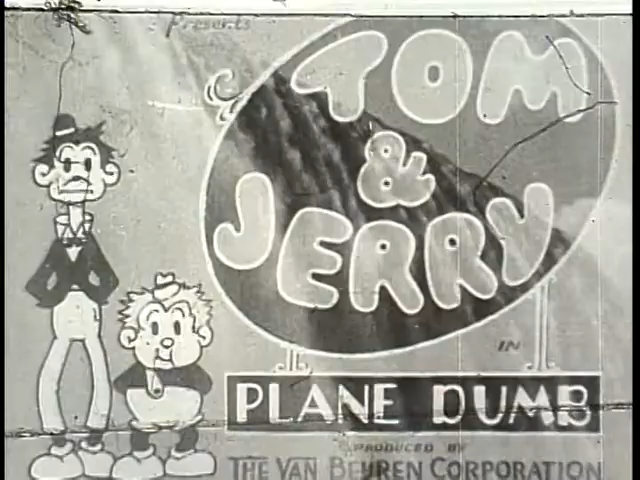 Presents
TOM
&
JERRY
IN
PLANE DUMB
PRODUCED BY
THE VAN BEUREN CORPORATION